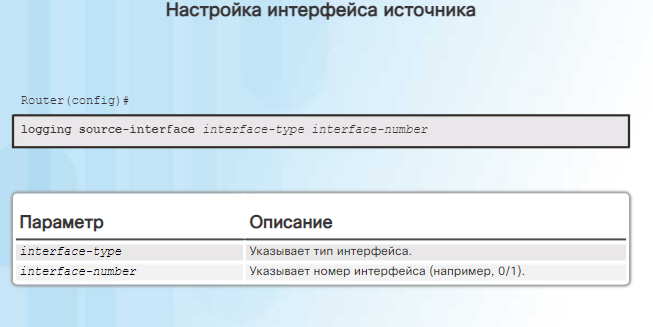 Настройка интерфейса источника
Router(config)#
logging source-interface interface-type interface-number
Параметр Описание
interface-type Указывает тип интерфейса.
interface-number Указывает номер интерфейса (например, 0/1).